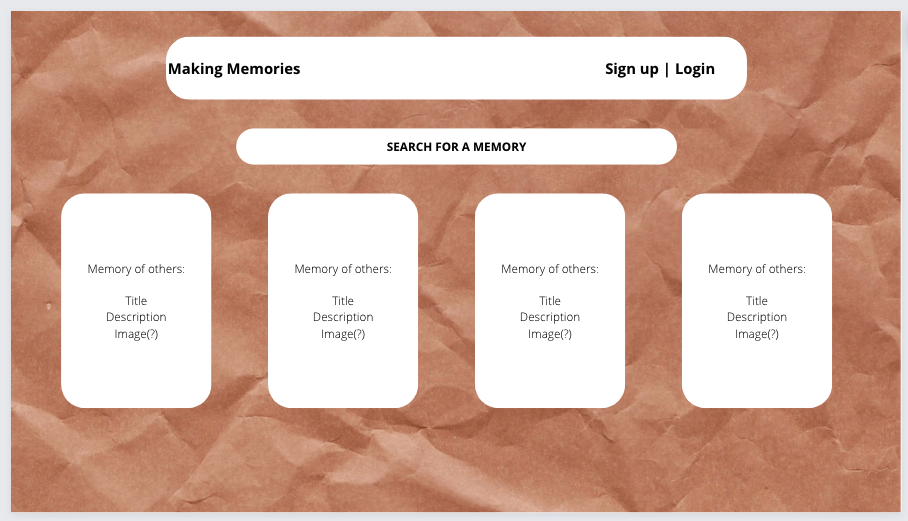 Making Memories
Sign up | Login
SEARCH FOR A MEMORY
Memory of others:
Title
Description
Image(?)
Memory of others:
Title
Description
Image(?)
Memory of others:
Title
Description
Image(?)
Memory of others:
Title
Description
Image(?)